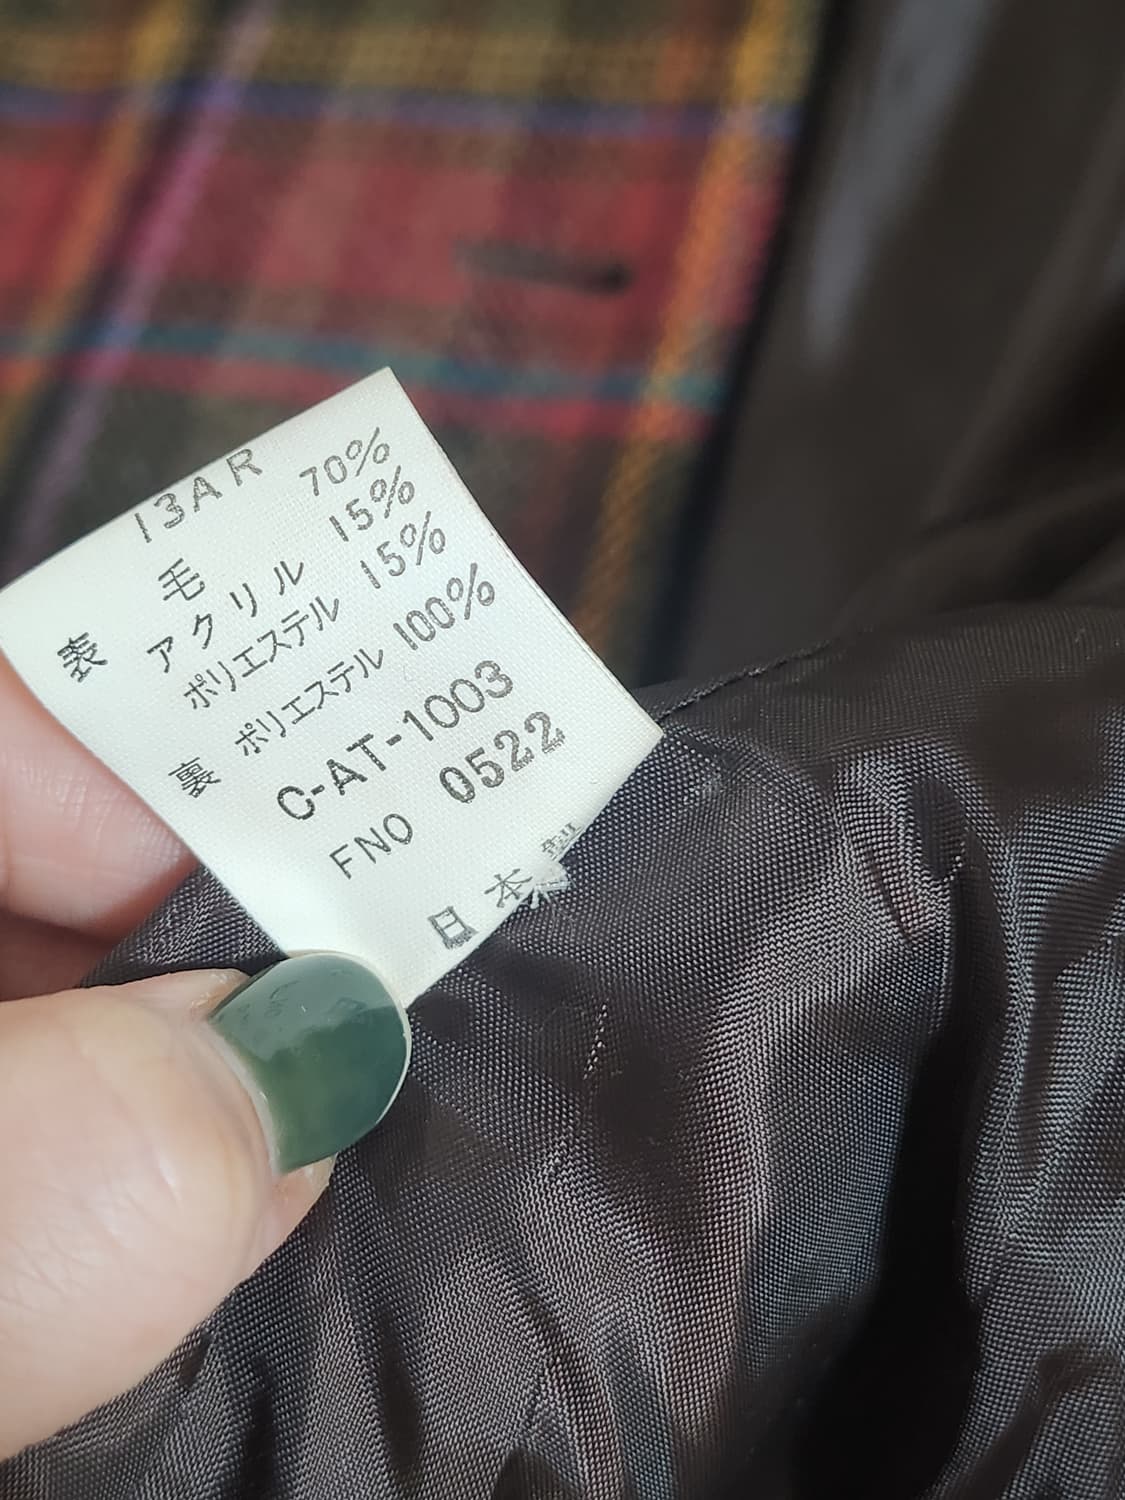 13AR
毛 70%
表 アクリル 15%
ポリエステル 15%
裏 ポリエステル 100%
C-AT-1003
FNO 0522
日本製